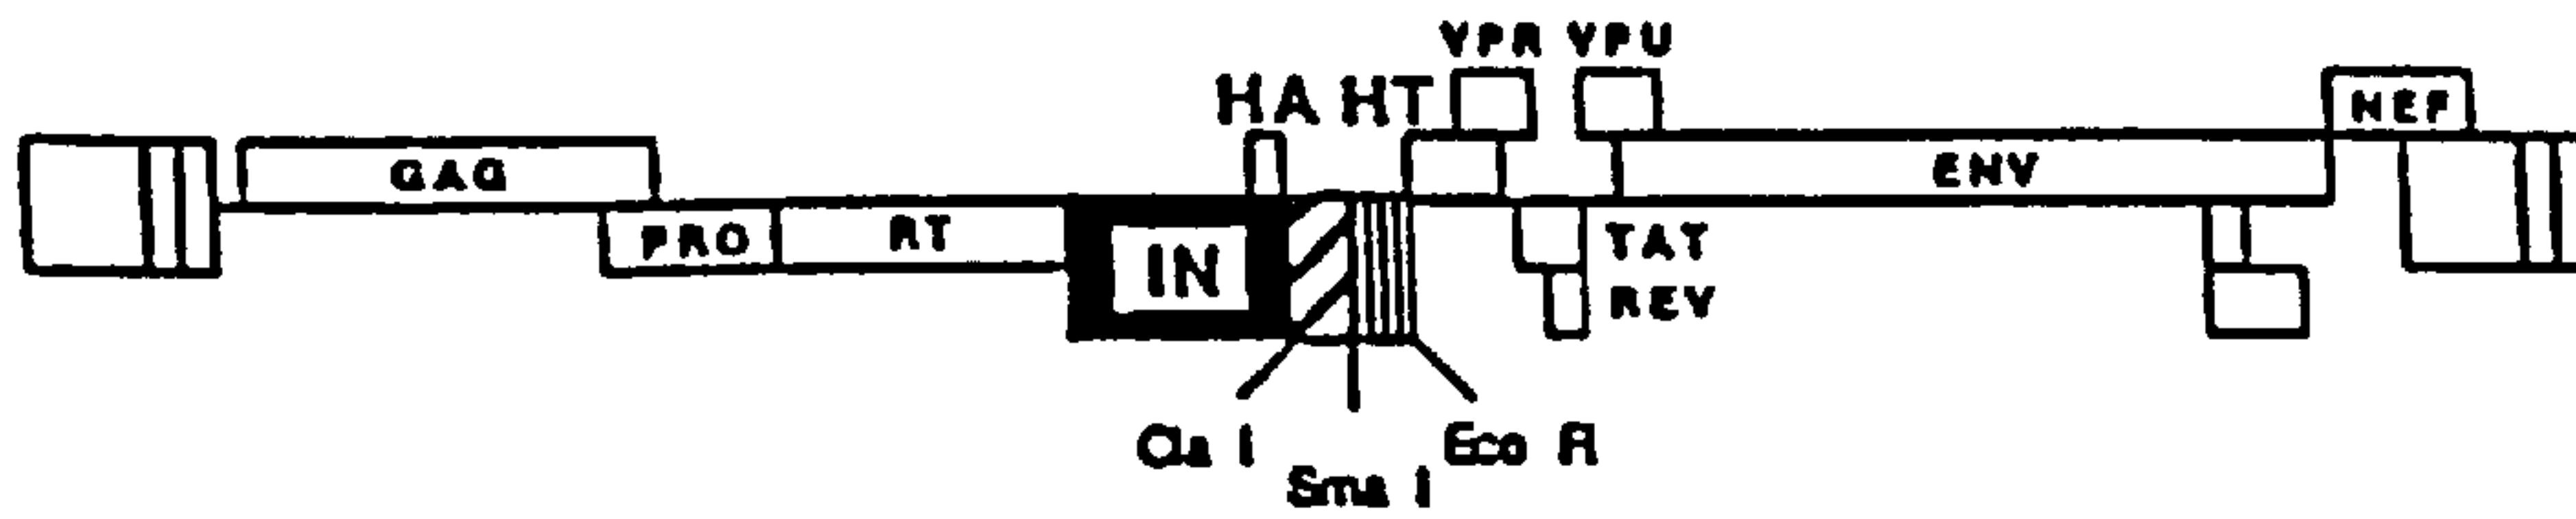 VPR VPU
HA HT
NEF
GAG
ENV
PRO
RT
IN
TAT
REV
Cla I
Eco RI
Sma I